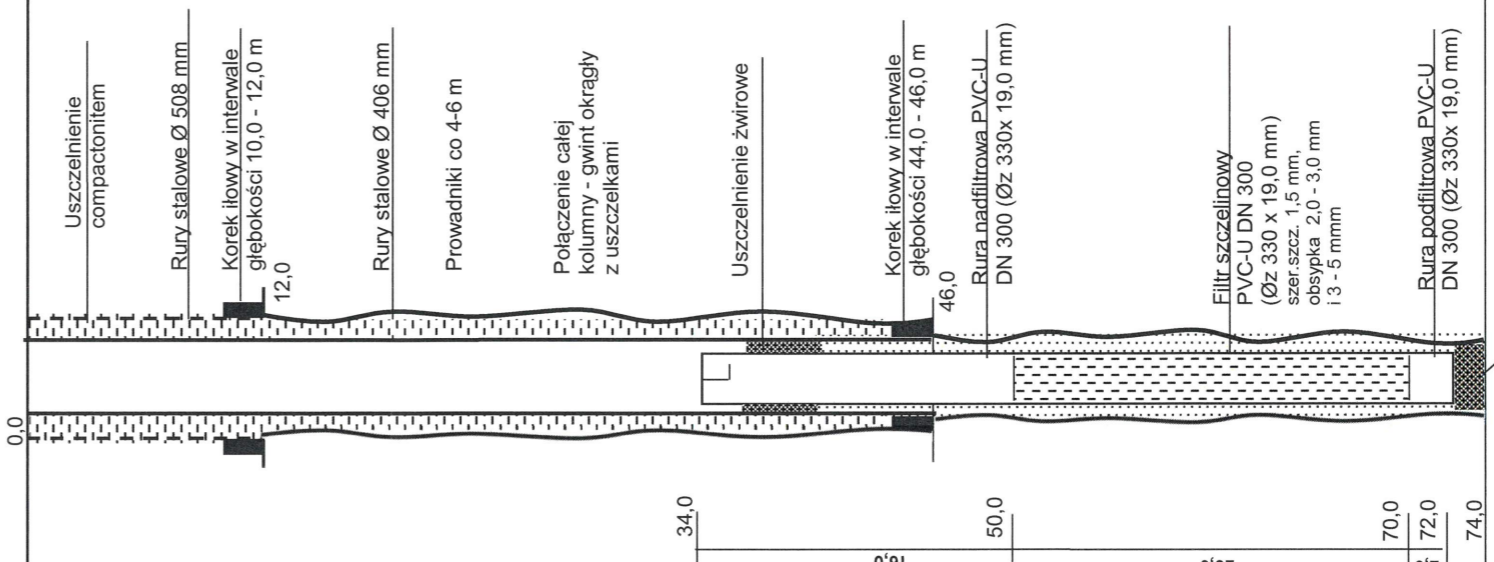 0,0
Uszczelnienie
compactonitem
Rury stalowe Ø 508 mm
Korek iłowy w interwale
głębokości 10,0 - 12,0 m
12,0
Rury stalowe Ø 406 mm
Prowadniki co 4-6 m
Połączenie całej
kolumny - gwint okrągły
z uszczelkami
Uszczelnienie żwirowe
Korek iłowy w interwale
głębokości 44,0 - 46,0 m
46,0
Rura nadfiltrowa PVC-U
DN 300 (Øz 330x 19,0 mm)
Filtr szczelinowy
PVC-U DN 300
(Øz 330 x 19,0 mm)
szer.szcz. 1,5 mm,
obsypka 2,0 - 3,0 mm
i 3 - 5 mmm
Rura podfiltrowa PVC-U
DN 300 (Øz 330x 19,0 mm)
34,0
50,0
70,0
72,0
74,0